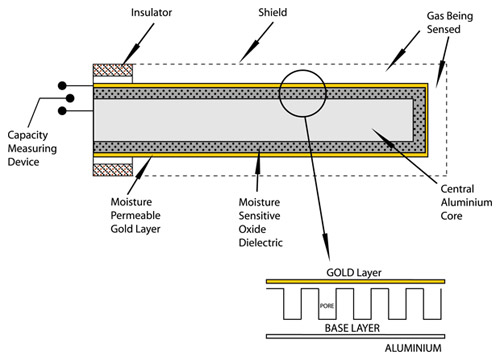 Insulator
Shield
Gas Being
Sensed
Capacity
Measuring
Device
Moisture
Permeable
Gold Layer
Moisture
Sensitive
Oxide
Dielectric
Central
Aluminium
Core
GOLD Layer
PORE
BASE LAYER
ALUMINIUM